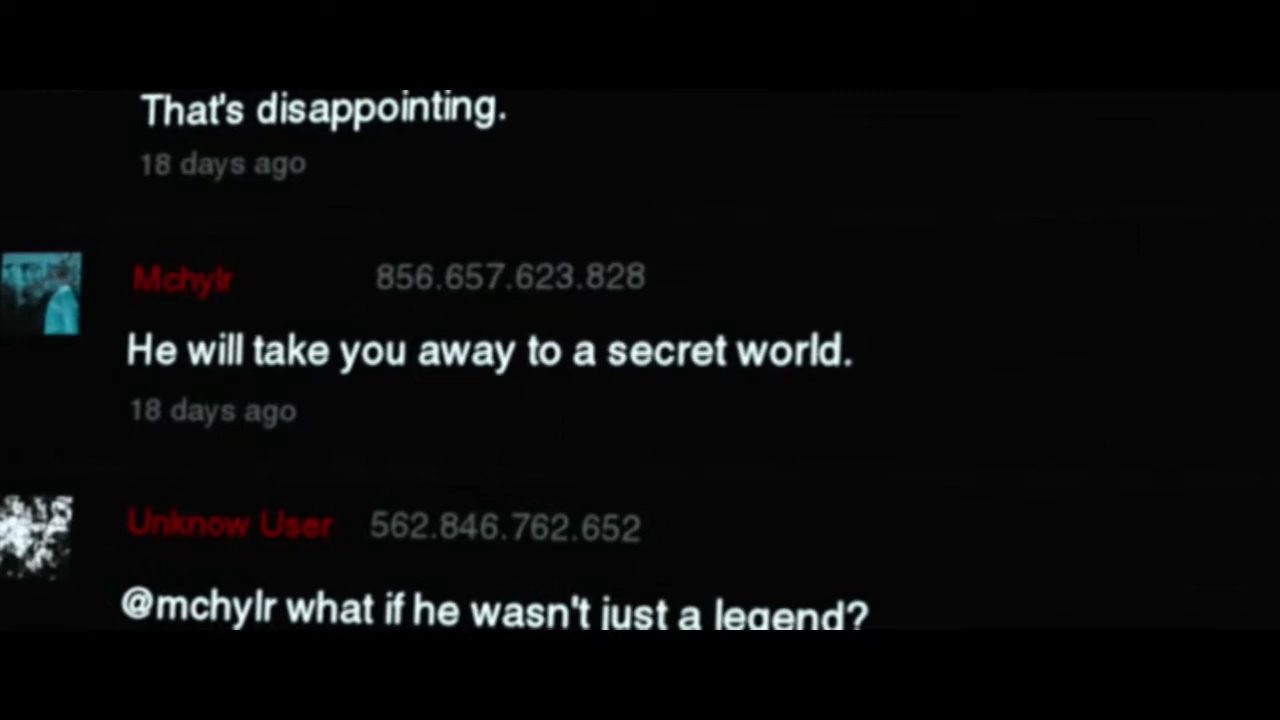 That's disappointing.
18 days ago
Mchylr 856.657.623.828
He will take you away to a secret world.
18 days ago
Unknow User 562.846.762.652
@mchylr what if he wasn't just a legend?